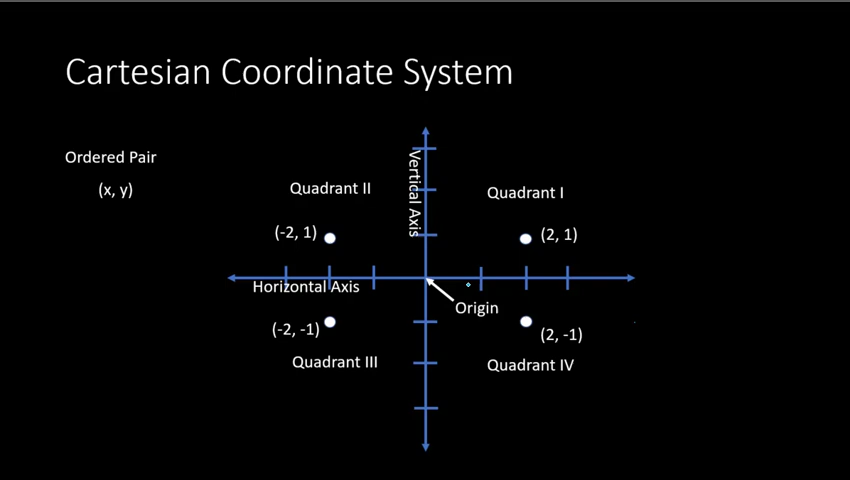 Cartesian Coordinate System
Ordered Pair
(x, y)
Vertical Axis
Quadrant II
Quadrant I
(-2, 1)
(2, 1)
Horizontal Axis
Origin
(-2, -1)
(2, -1)
Quadrant III
Quadrant IV